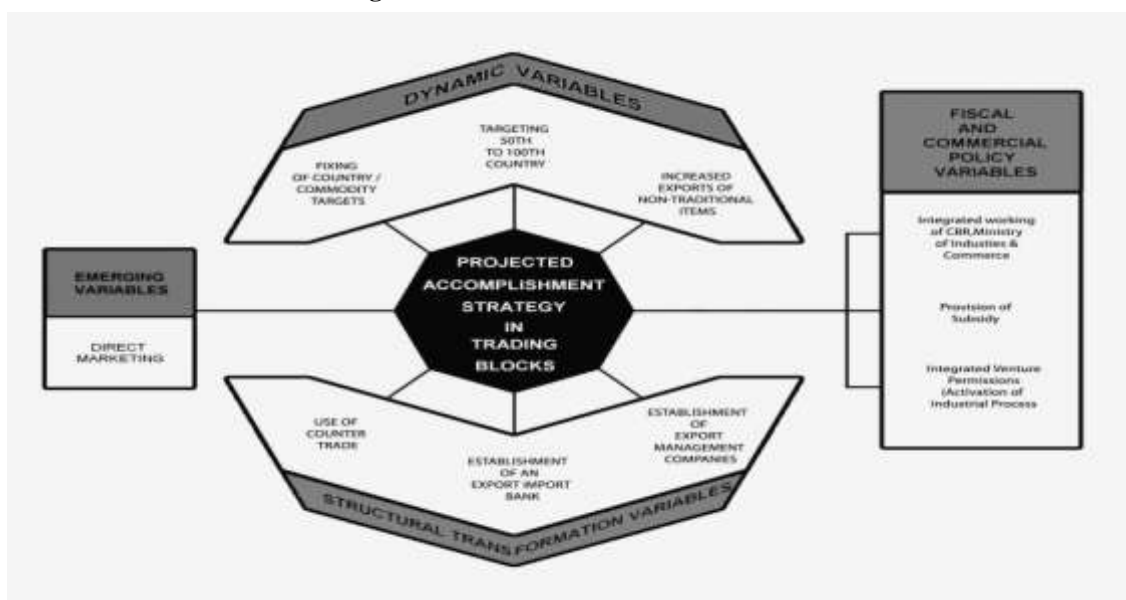 DYNAMIC VARIABLES
FIXING
OF COUNTRY /
COMMODITY
TARGETS
TARGETING
50TH
TO 100TH
COUNTRY
INCREASED
EXPORTS OF
NON-TRADITIONAL
ITEMS
EMERGING
VARIABLES
DIRECT
MARKETING
PROJECTED
ACCOMPLISHMENT
STRATEGY
IN
TRADING
BLOCKS
FISCAL
AND
COMMERCIAL
POLICY
VARIABLES
Integrated working
of CBR,Ministry
of Industies &
Commerce
Provision of
Subsidy
Integrated Venture
Permissions
(Activation of
Industrial Process
USE OF
COUNTER
TRADE
ESTABLISHMENT
OF AN
EXPORT IMPORT
BANK
ESTABLISHMENT
OF
EXPORT
MANAGEMENT
COMPANIES
STRUCTURAL TRANSFORMATION VARIABLES